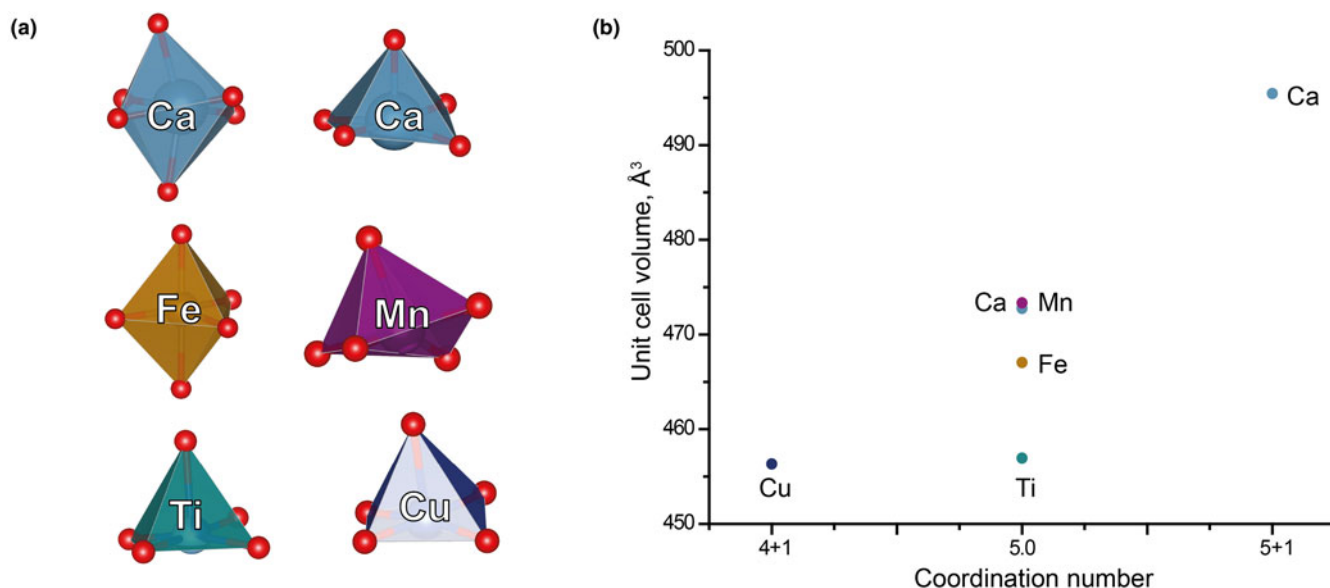 (a)
Ca
Ca
Fe
Mn
Ti
Cu
(b)
Unit cell volume, Å³
500
490
480
470
460
450
Ca
Ca
Mn
Fe
Cu
Ti
4+1
5.0
5+1
Coordination number